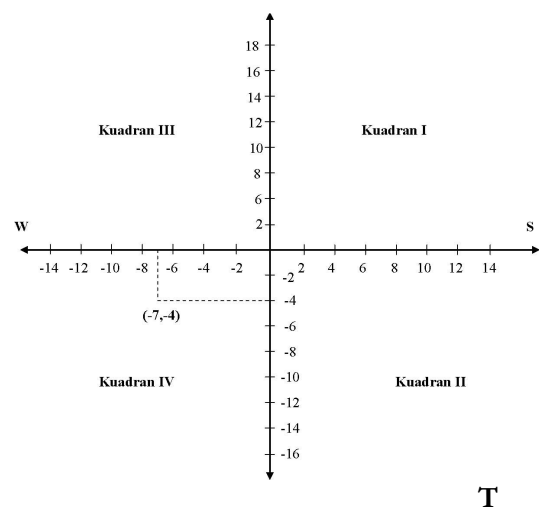 18
16
14
12
Kuadran III
Kuadran I
10
8
6
2
W
S
-14 -12 -10 -8 -6 -4 -2 2 4 6 8 10 12 14
-2
-4
(-7,-4)
-6
-8
-10
Kuadran IV
Kuadran II
-12
-14
-16
T